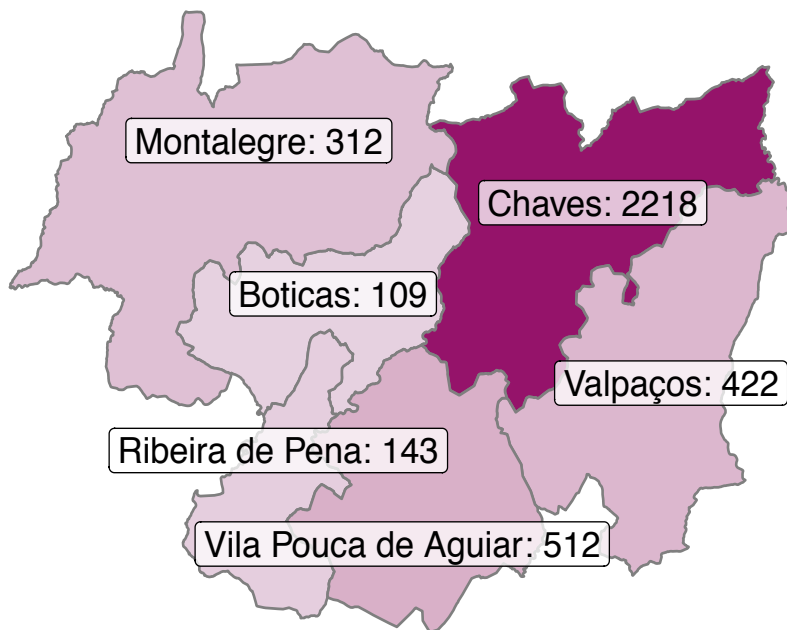 Montalegre: 312
Chaves: 2218
Boticas: 109
Valpaços: 422
Ribeira de Pena: 143
Vila Pouca de Aguiar: 512